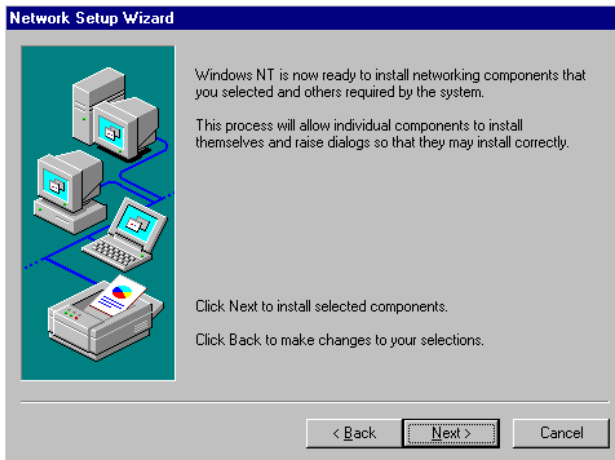 Network Setup Wizard
Windows NT is now ready to install networking components that
you selected and others required by the system.
This process will allow individual components to install
themselves and raise dialogs so that they may install correctly.
Click Next to install selected components.
Click Back to make changes to your selections.
< Back
Next >
Cancel